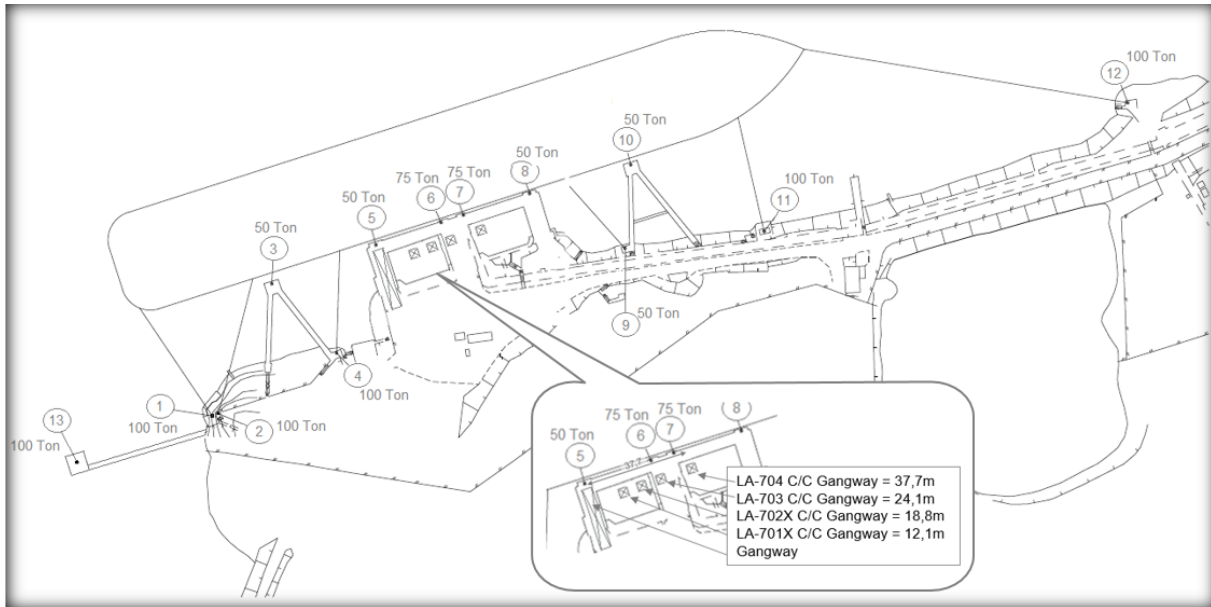 100 Ton
12
50 Ton
10
50 Ton
8
75 Ton
7
75 Ton
6
50 Ton
5
100 Ton
11
50 Ton
3
9
50 Ton
4
100 Ton
1
100 Ton
2
100 Ton
13
100 Ton
75 Ton
75 Ton
8
7
6
50 Ton
5
37,7
LA-704 C/C Gangway = 37,7m
LA-703 C/C Gangway = 24,1m
LA-702X C/C Gangway = 18,8m
LA-701X C/C Gangway = 12,1m
Gangway